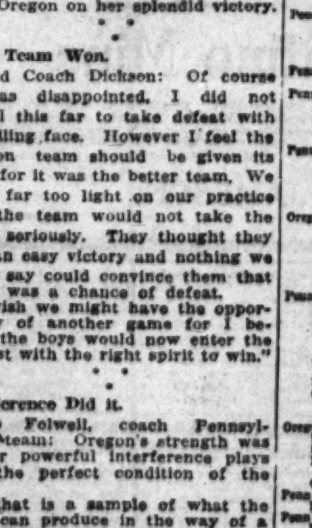 Oregon on her splendid victory.
* * *
Team Won.
d Coach Dickson: Of course
as disappointed. I did not
l this far to take defeat with
iling face. However I feel the
on team should be given its
for it was the better team. We
far too light on our practice
the team would not take the
seriously. They thought they
an easy victory and nothing we
say could convince them that
was a chance of defeat.
ish we might have the oppor-
y of another game for I be-
the boys would now enter the
st with the right spirit to win."
* * *
erence Did it.
Folwell, coach Pennsyl-
team: Oregon's strength was
r powerful interference plays
the perfect condition of the
hat is a sample of what the
can produce in the way of